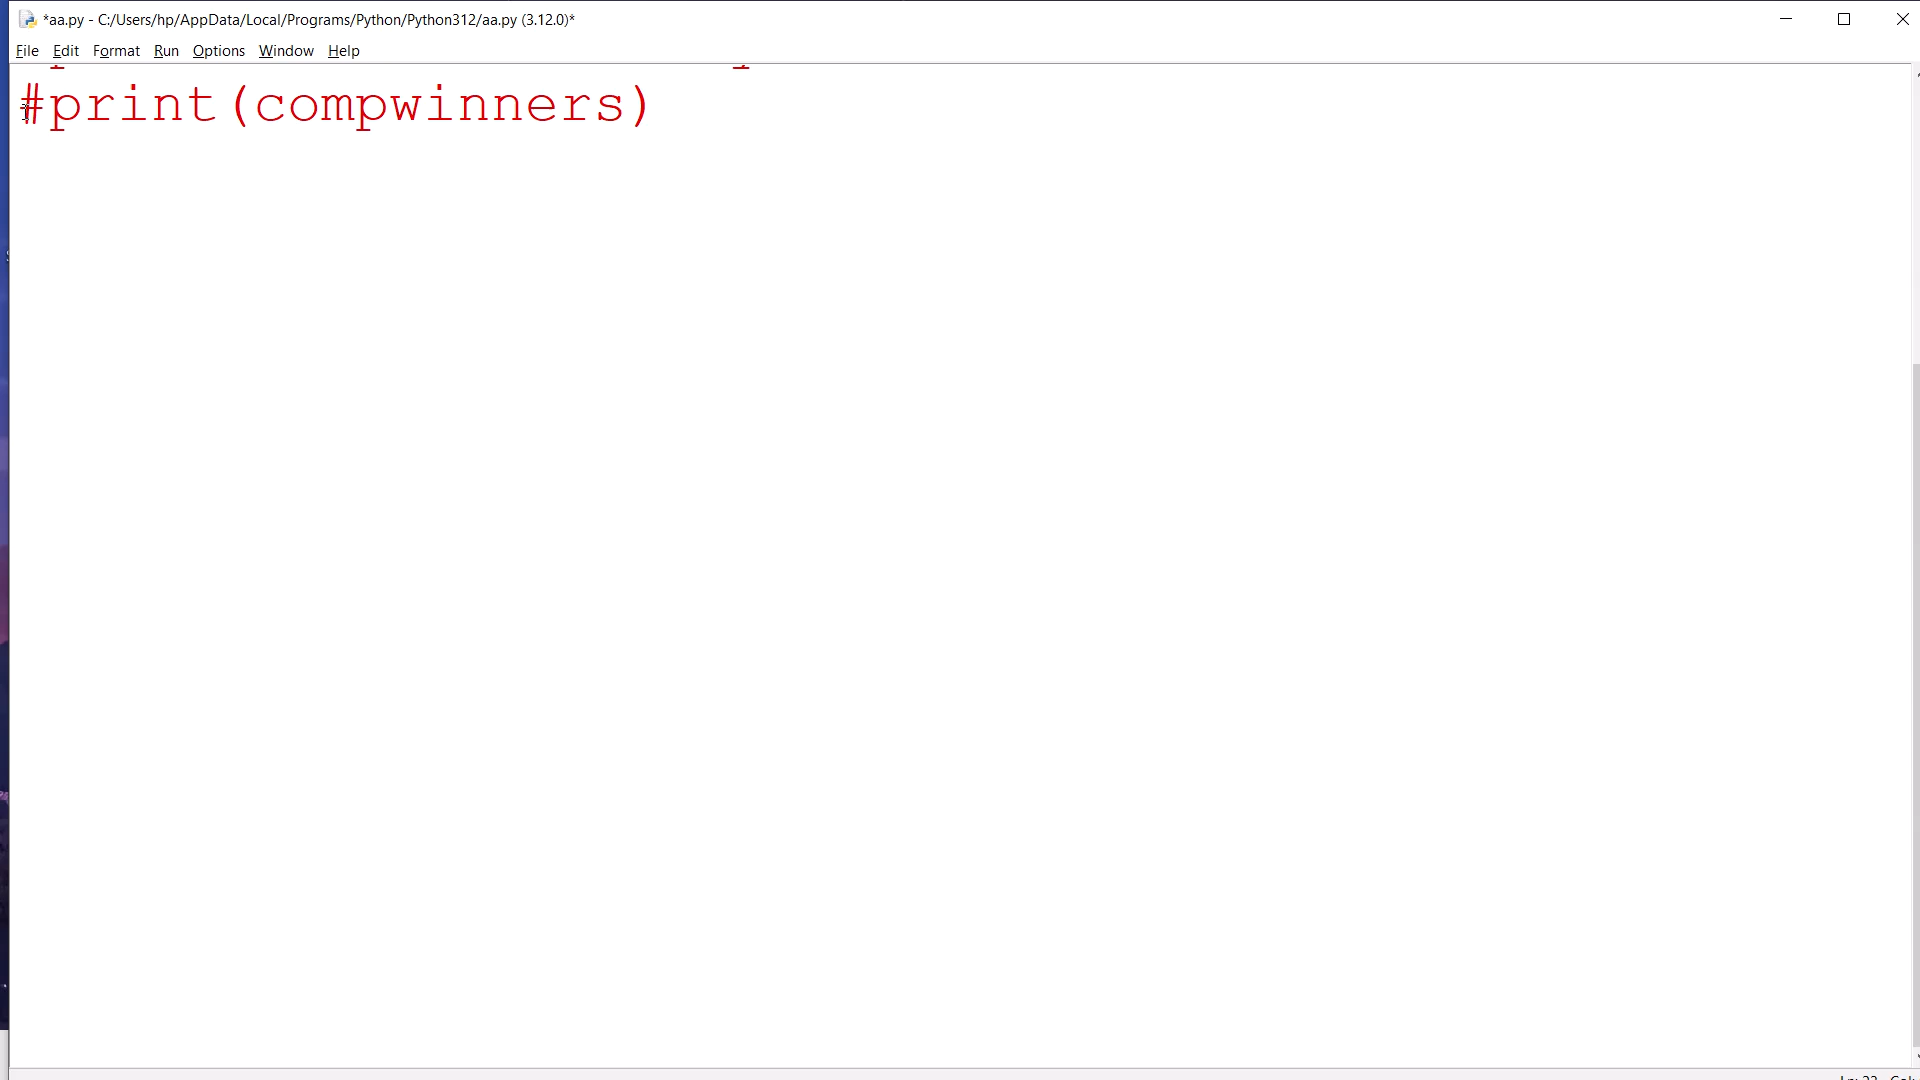 *aa.py - C:/Users/hp/AppData/Local/Programs/Python/Python312/aa.py (3.12.0)*
File Edit Format Run Options Window Help
#print(compwinners)